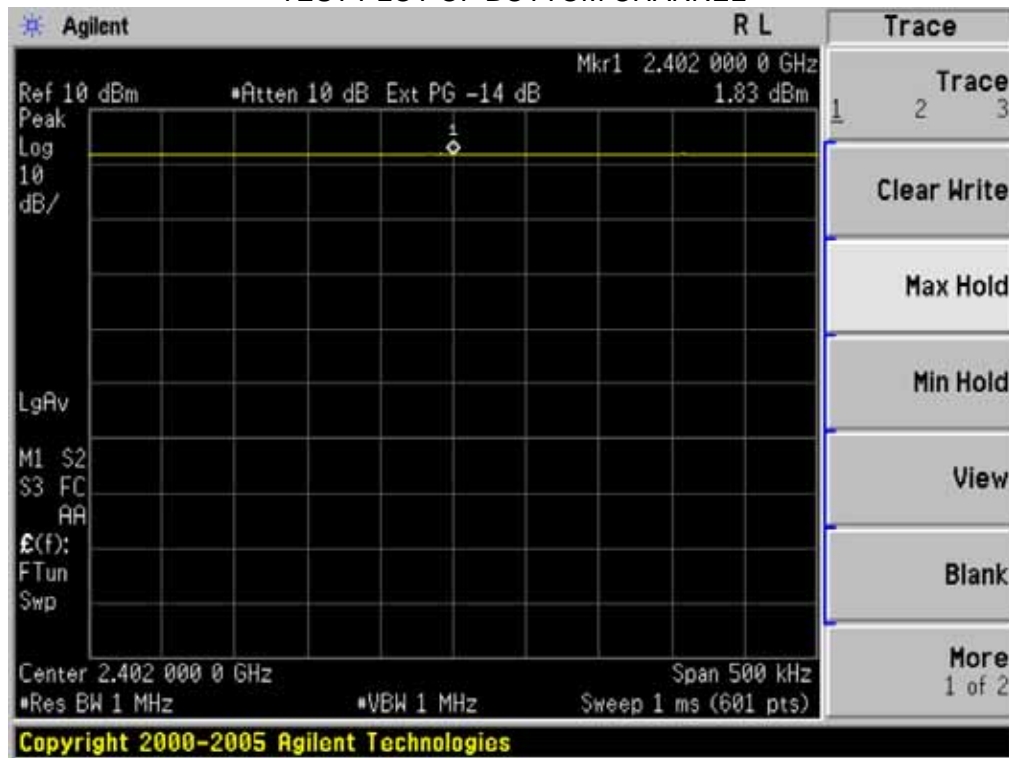 Agilent R L Trace
Mkr1 2.402 000 0 GHz
Ref 10 dBm *Atten 10 dB Ext PG -14 dB 1.83 dBm
Peak
Log
10
dB/
1
LgAv
M1 S2
S3 FC
AA
£(f):
FTun
Swp
Center 2.402 000 0 GHz Span 500 kHz
*Res BW 1 MHz *VBW 1 MHz Sweep 1 ms (601 pts)
Trace
1 2 3
Clear Write
Max Hold
Min Hold
View
Blank
More
1 of 2
Copyright 2000-2005 Agilent Technologies